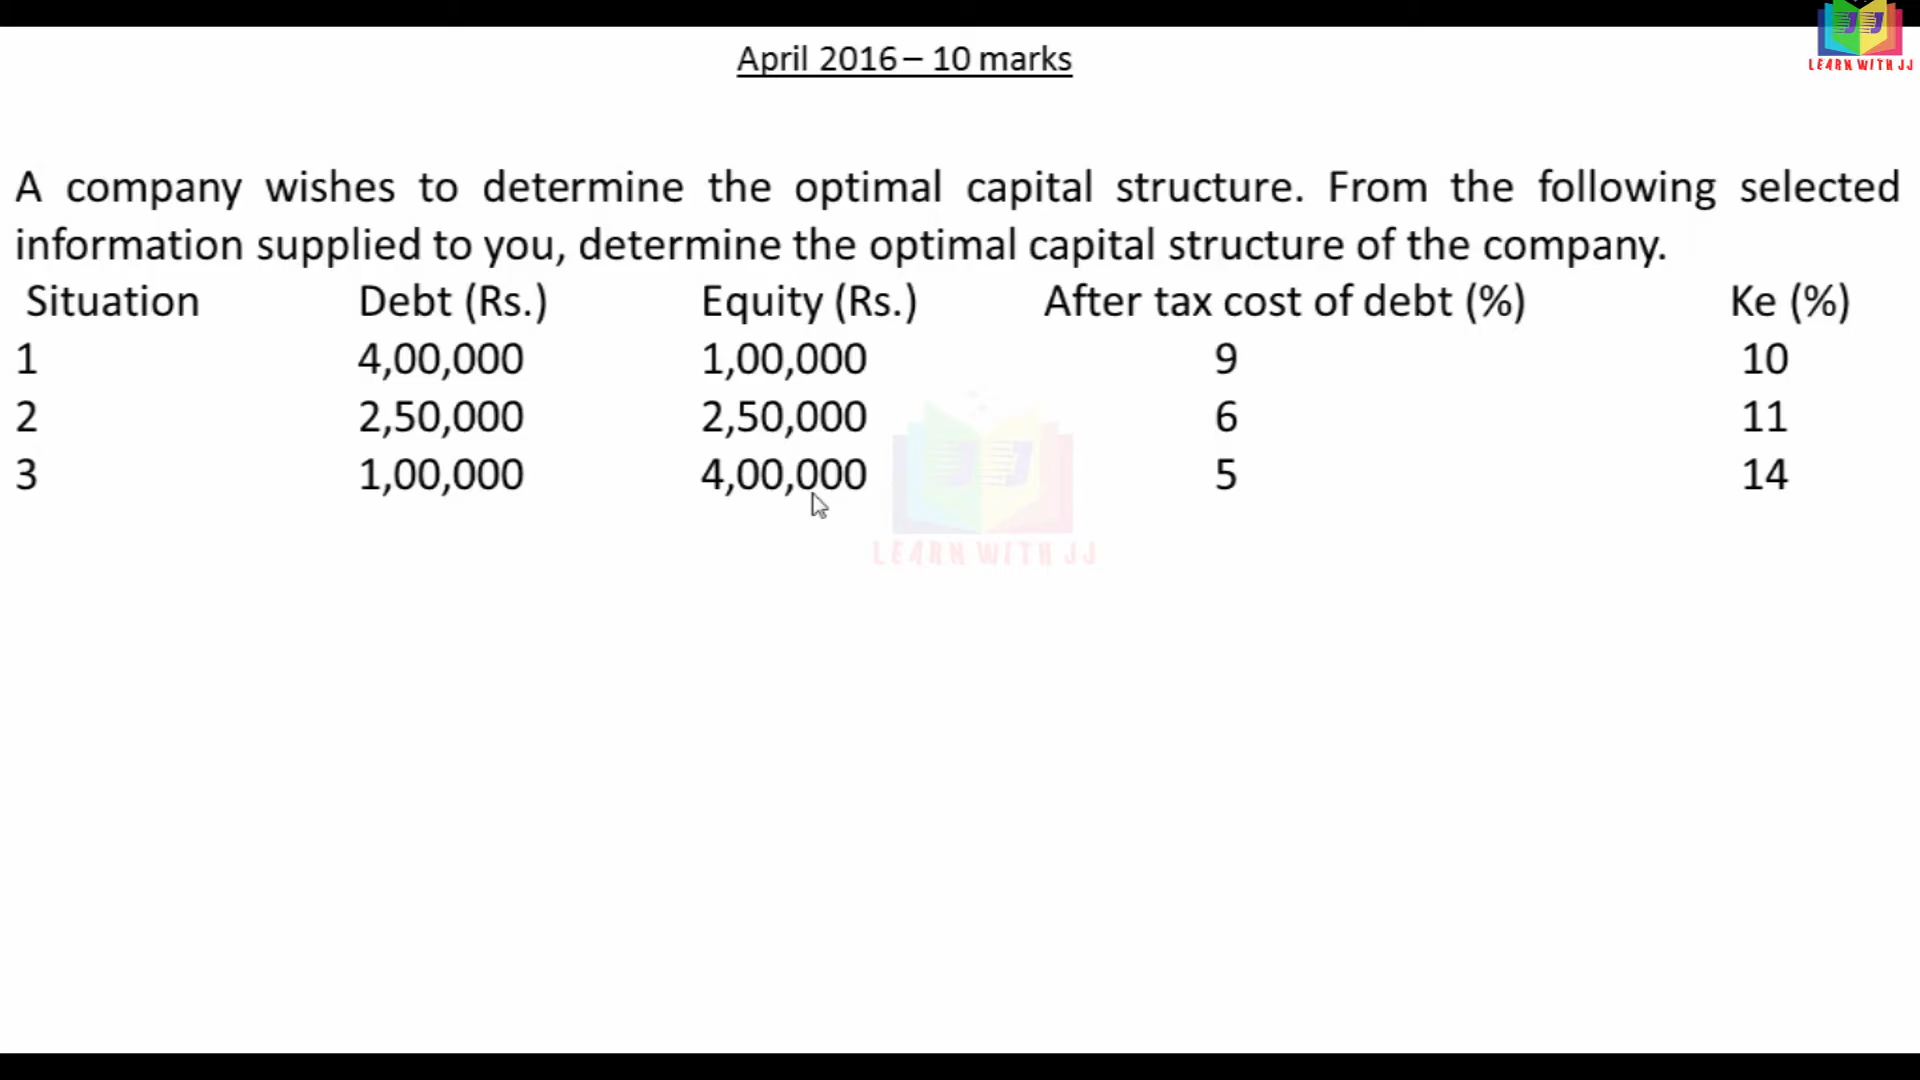 LEARN WITH JJ
April 2016 – 10 marks
A company wishes to determine the optimal capital structure. From the following selected
information supplied to you, determine the optimal capital structure of the company.
Situation Debt (Rs.) Equity (Rs.) After tax cost of debt (%) Ke (%)
1 4,00,000 1,00,000 9 10
2 2,50,000 2,50,000 6 11
3 1,00,000 4,00,000 5 14
LEARN WITH JJ